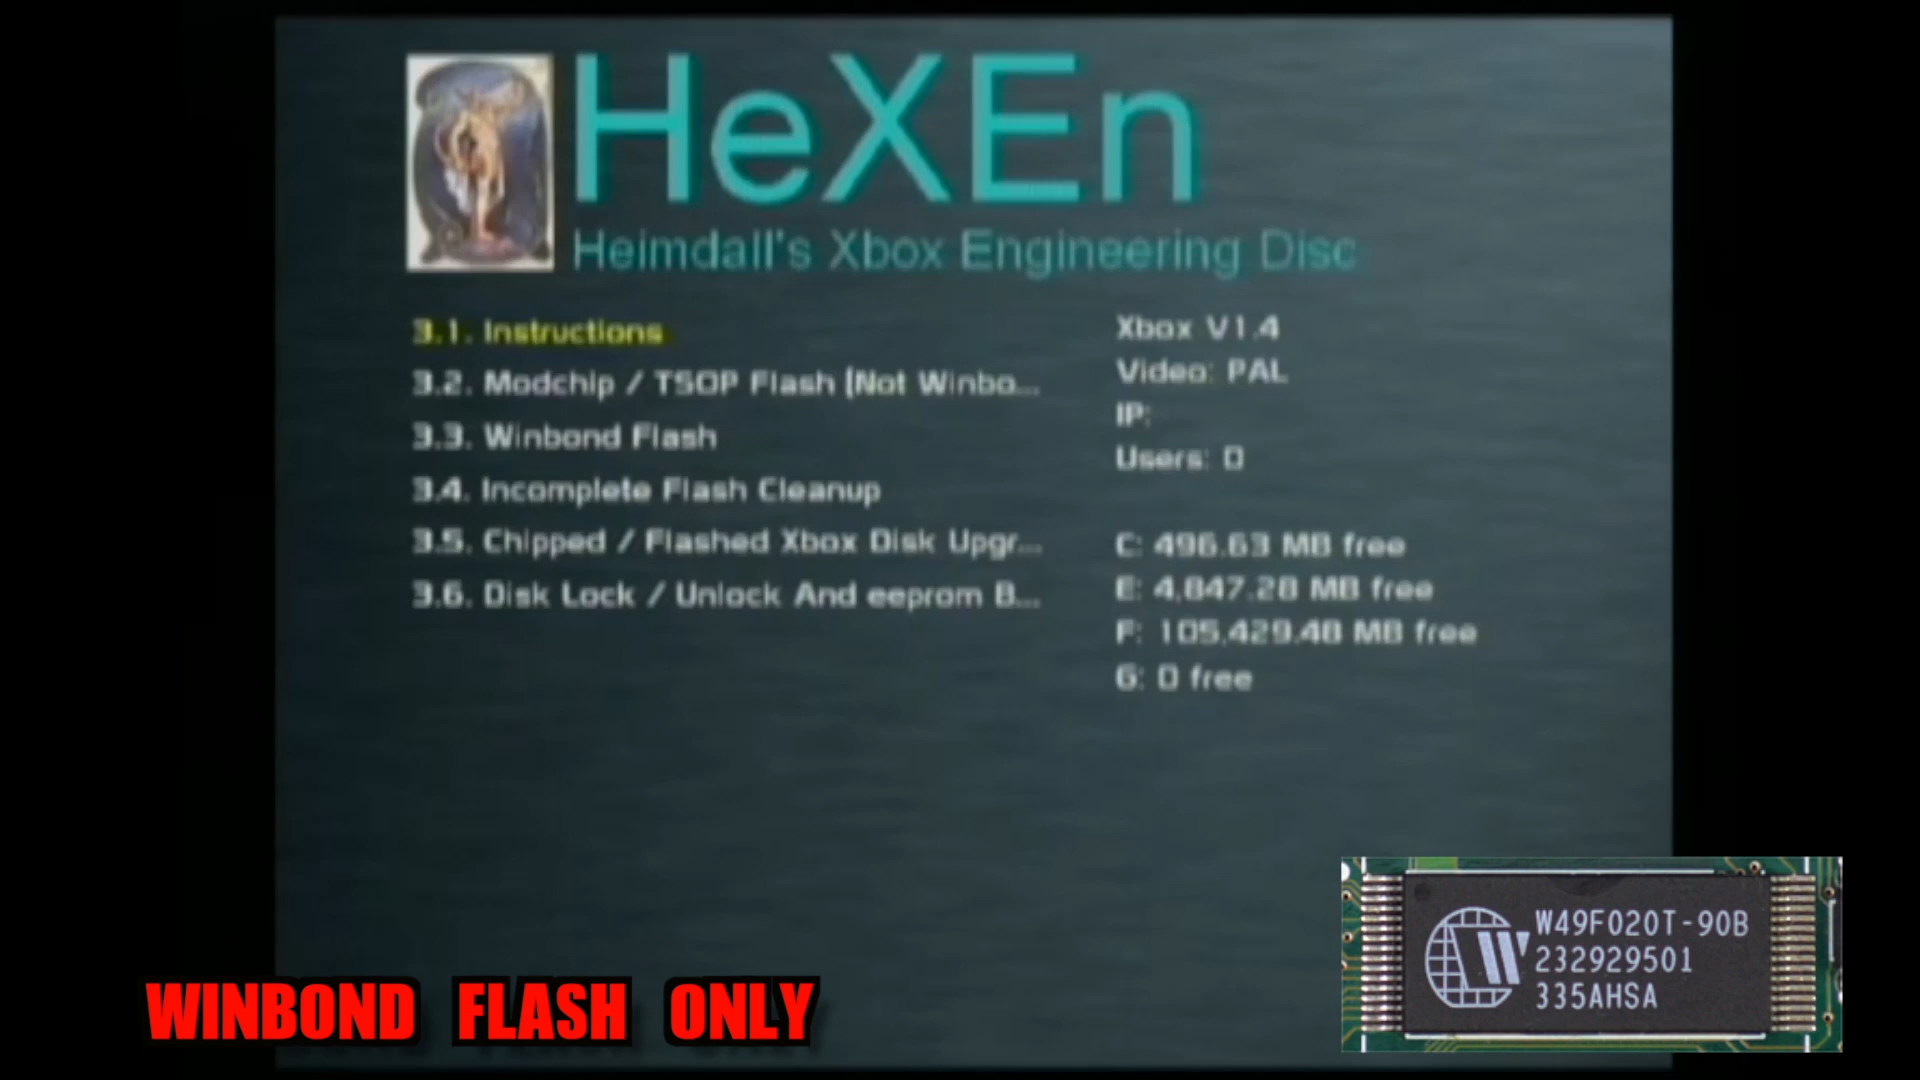 HeXEn
Heimdall's Xbox Engineering Disc
3.1. Instructions
3.2. Modchip / TSOP Flash (Not Winbo...
3.3. Winbond Flash
3.4. Incomplete Flash Cleanup
3.5. Chipped / Flashed Xbox Disk Upgr...
3.6. Disk Lock / Unlock And eeprom B...
Xbox V1.4
Video: PAL
IP:
Users: 0
C: 496.63 MB free
E: 4,847.28 MB free
F: 105,429.48 MB free
G: 0 free
WINBOND FLASH ONLY
W49F020T-90B
232929501
335AHSA